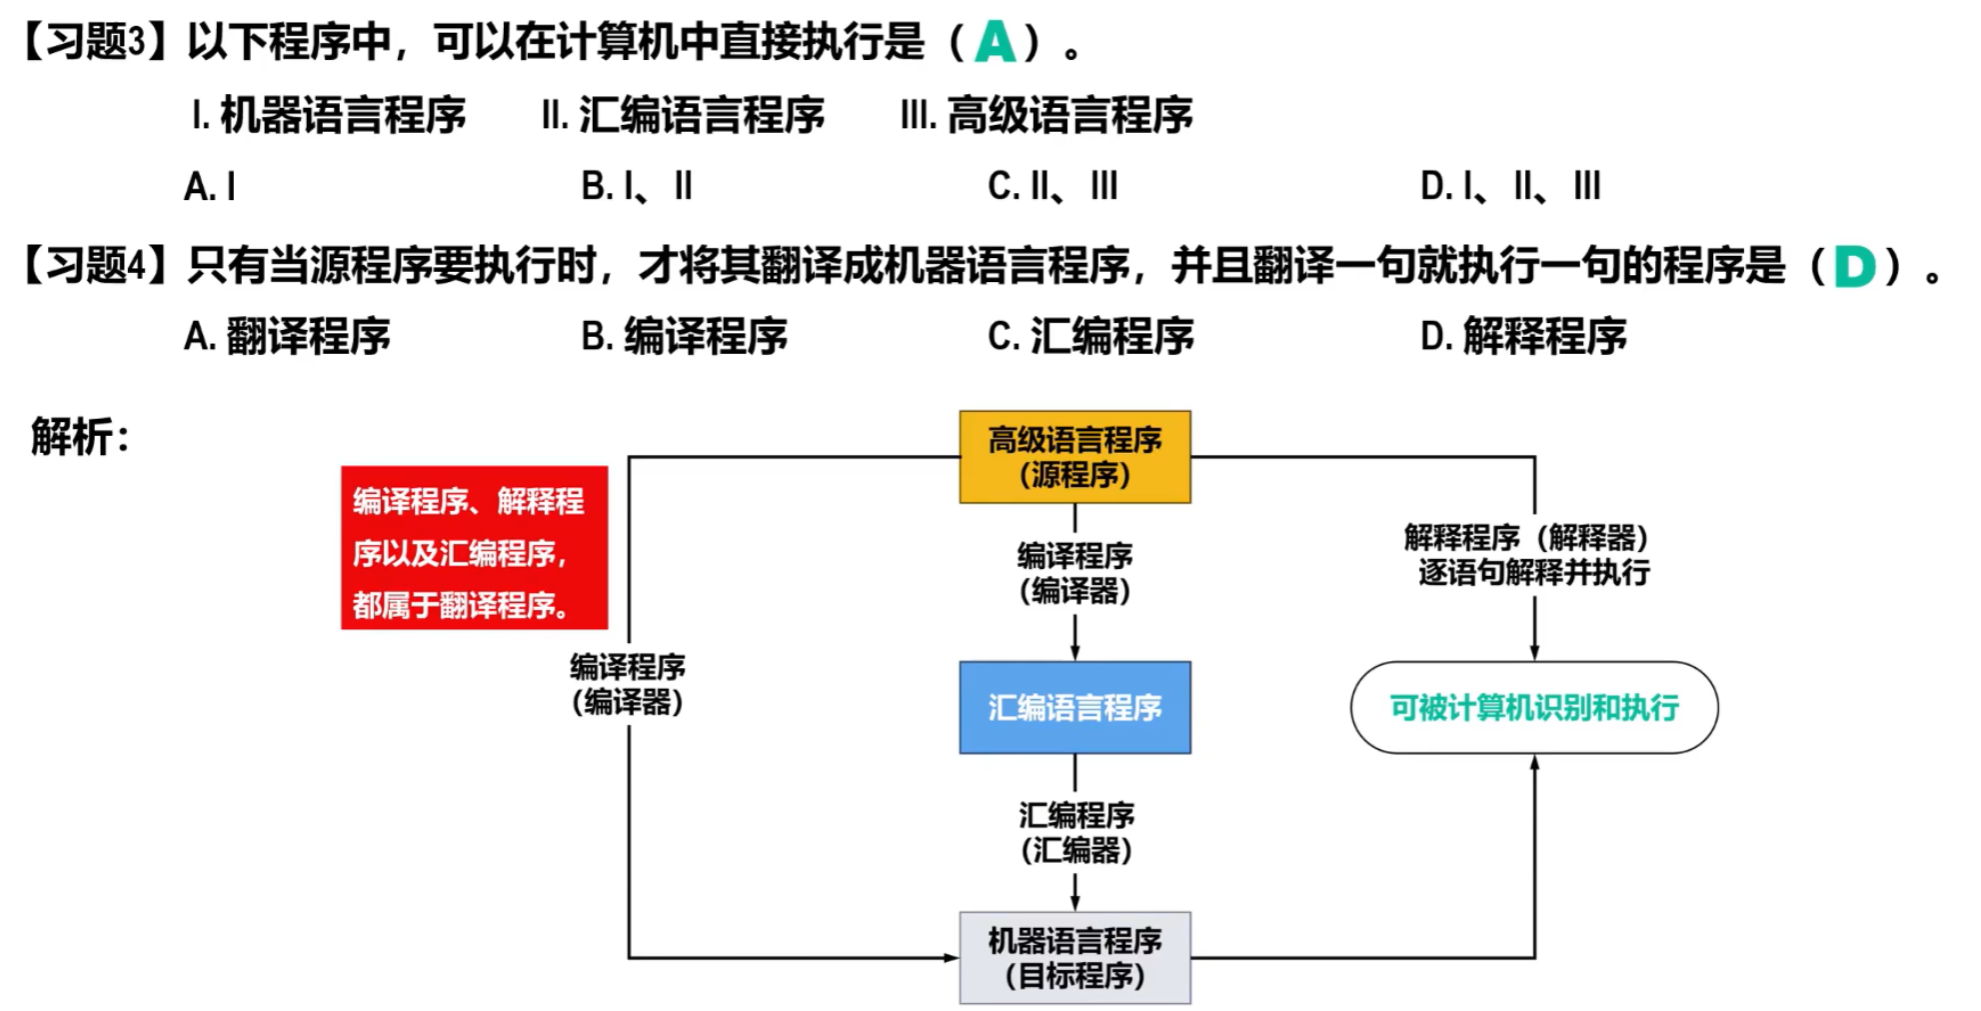 【习题3】以下程序中，可以在计算机中直接执行是（A）。
I. 机器语言程序 II. 汇编语言程序 III. 高级语言程序
A. I B. I、II C. II、III D. I、II、III
【习题4】只有当源程序要执行时，才将其翻译成机器语言程序，并且翻译一句就执行一句的程序是（D）。
A. 翻译程序 B. 编译程序 C. 汇编程序 D. 解释程序
解析：
编译程序、解释程
序以及汇编程序，
都属于翻译程序。
高级语言程序
（源程序）
编译程序
（编译器）
解释程序（解释器）
逐语句解释并执行
编译程序
（编译器）
汇编语言程序
可被计算机识别和执行
汇编程序
（汇编器）
机器语言程序
（目标程序）